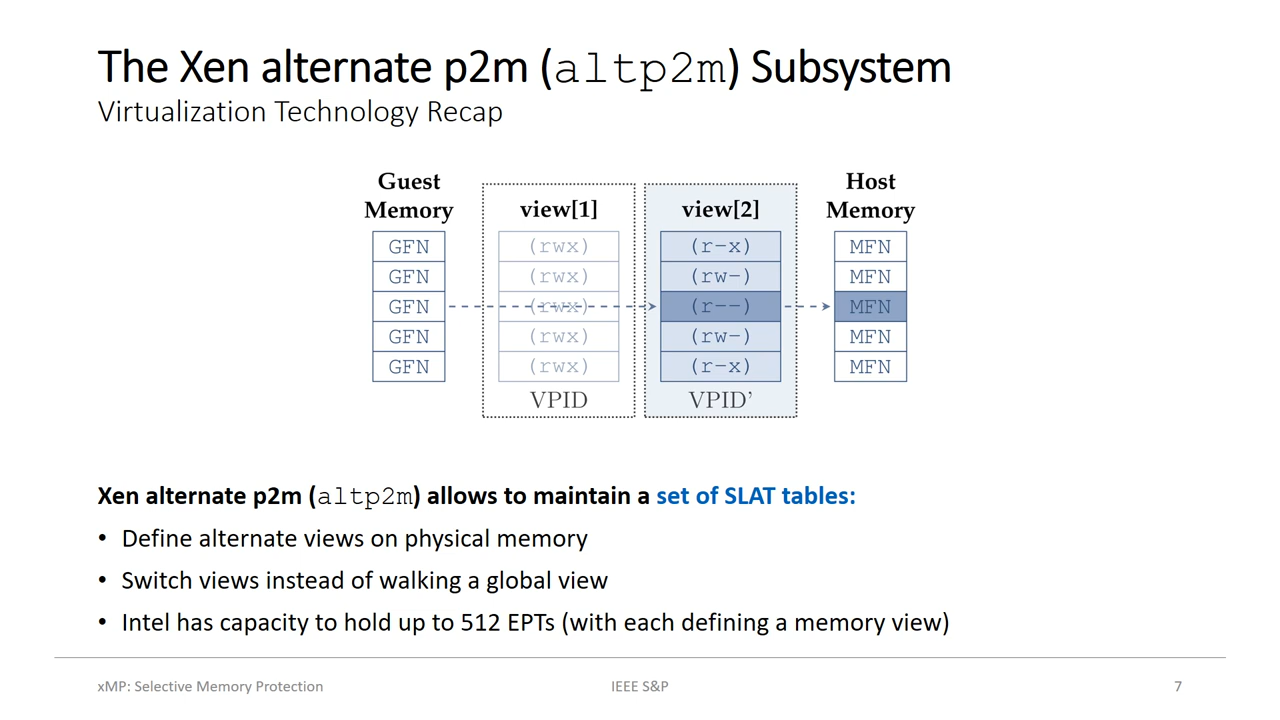 The Xen alternate p2m (altp2m) Subsystem
Virtualization Technology Recap
Guest
Memory
GFN
GFN
GFN
GFN
GFN
view[1]
(rwx)
(rwx)
(rwx)
(rwx)
(rwx)
VPID
view[2]
(r-x)
(rw-)
(r--)
(rw-)
(r-x)
VPID'
Host
Memory
MFN
MFN
MFN
MFN
MFN
Xen alternate p2m (altp2m) allows to maintain a set of SLAT tables:
• Define alternate views on physical memory
• Switch views instead of walking a global view
• Intel has capacity to hold up to 512 EPTs (with each defining a memory view)
xMP: Selective Memory Protection
IEEE S&P
7